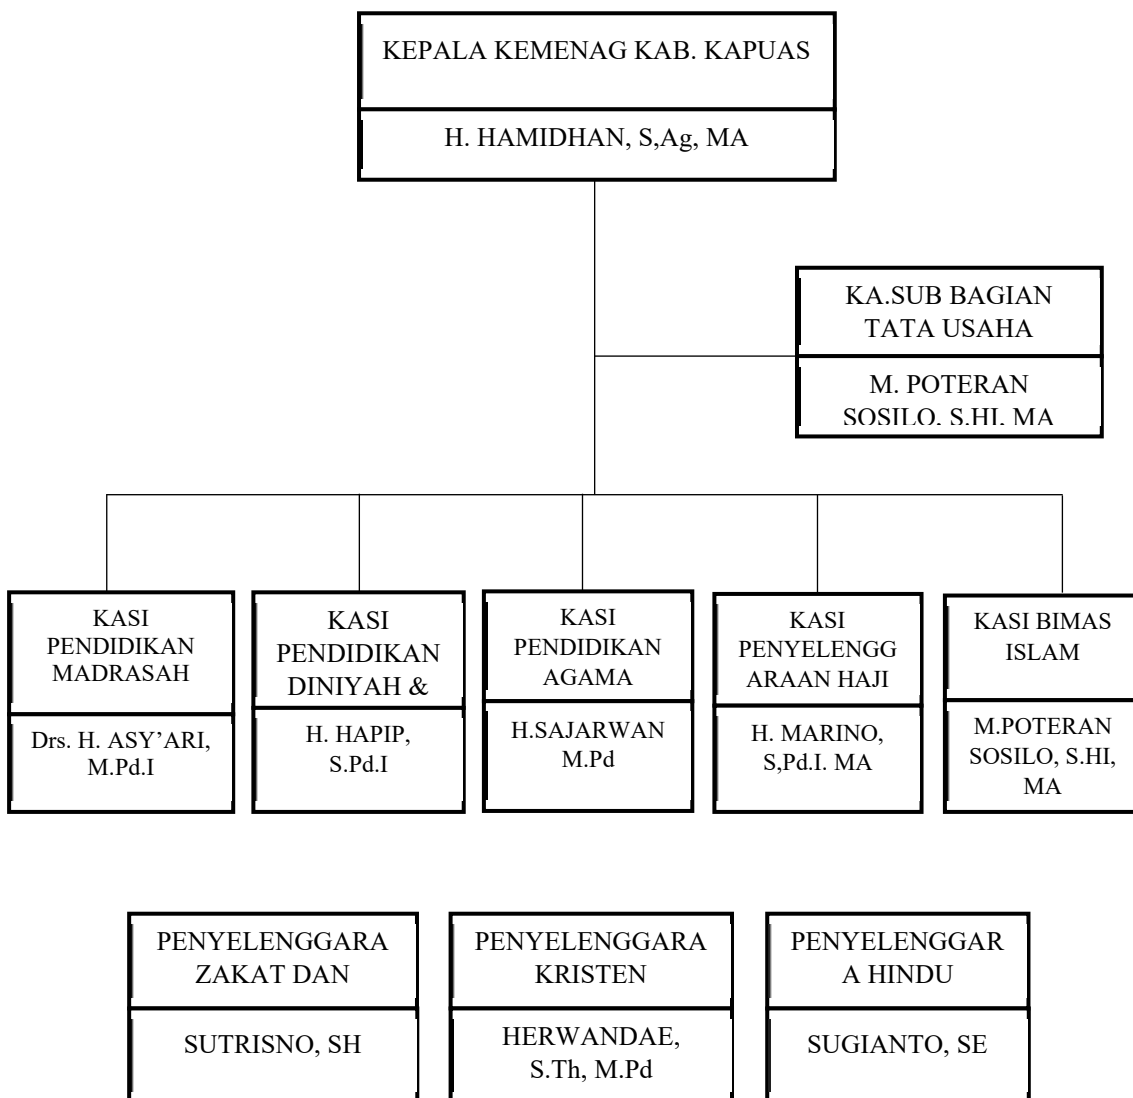 KEPALA KEMENAG KAB. KAPUAS
H. HAMIDHAN, S,Ag, MA
KA.SUB BAGIAN
TATA USAHA
M. POTERAN
SOSILO, S.HI, MA
KASI
PENDIDIKAN
MADRASAH
Drs. H. ASY’ARI,
M.Pd.I
KASI
PENDIDIKAN
DINIYAH &
H. HAPIP,
S.Pd.I
KASI
PENDIDIKAN
AGAMA
H.SAJARWAN
M.Pd
KASI
PENYELENGG
ARAAN HAJI
H. MARINO,
S,Pd.I. MA
KASI BIMAS
ISLAM
M.POTERAN
SOSILO, S.HI,
MA
PENYELENGGARA
ZAKAT DAN
SUTRISNO, SH
PENYELENGGARA
KRISTEN
HERWANDAE,
S.Th, M.Pd
PENYELENGGAR
A HINDU
SUGIANTO, SE